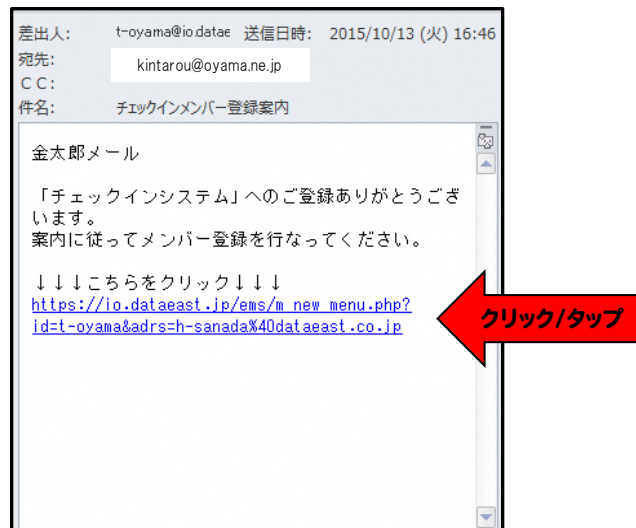 差出人: t-oyama@io.datae 送信日時: 2015/10/13 (火) 16:46
宛先: kintarou@oyama.ne.jp
ＣＣ:
件名: チェックインメンバー登録案内
金太郎メール
「チェックインシステム」へのご登録ありがとうござ
います。
案内に従ってメンバー登録を行なってください。
↓↓↓こちらをクリック↓↓↓
https://io.dataeast.jp/ems/m_new_menu.php?
id=t-oyama&adrs=h-sanada%40dataeast.co.jp
クリック/タップ